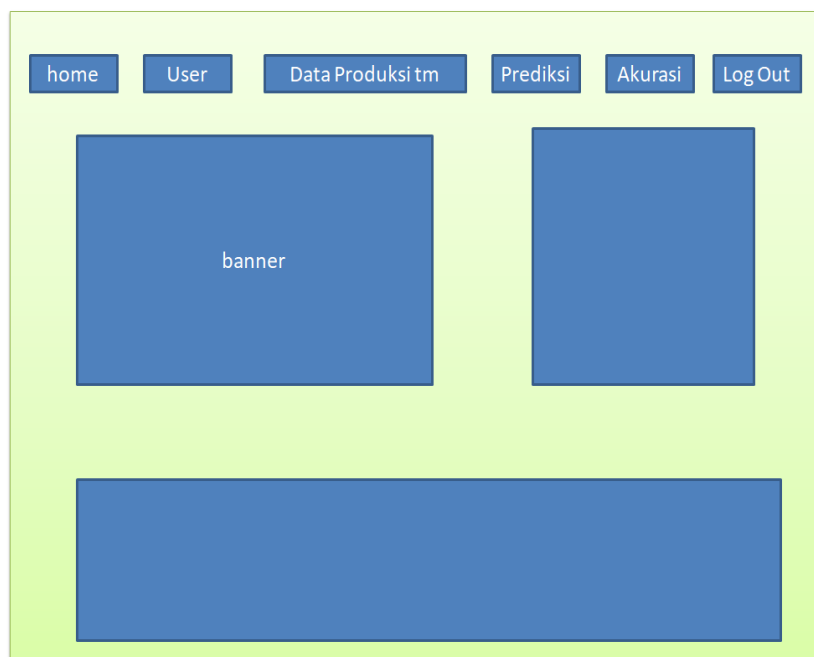 home
User
Data Produksi tm
Prediksi
Akurasi
Log Out
banner